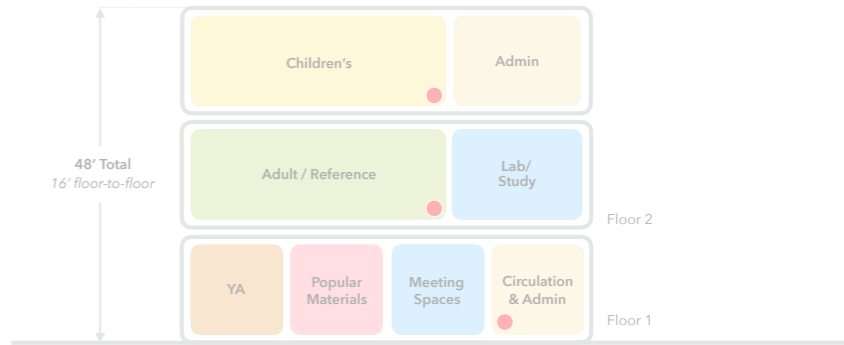 Children's
Admin
48' Total
16' floor-to-floor
Adult / Reference
Lab/
Study
Floor 2
YA
Popular
Materials
Meeting
Spaces
Circulation
& Admin
Floor 1